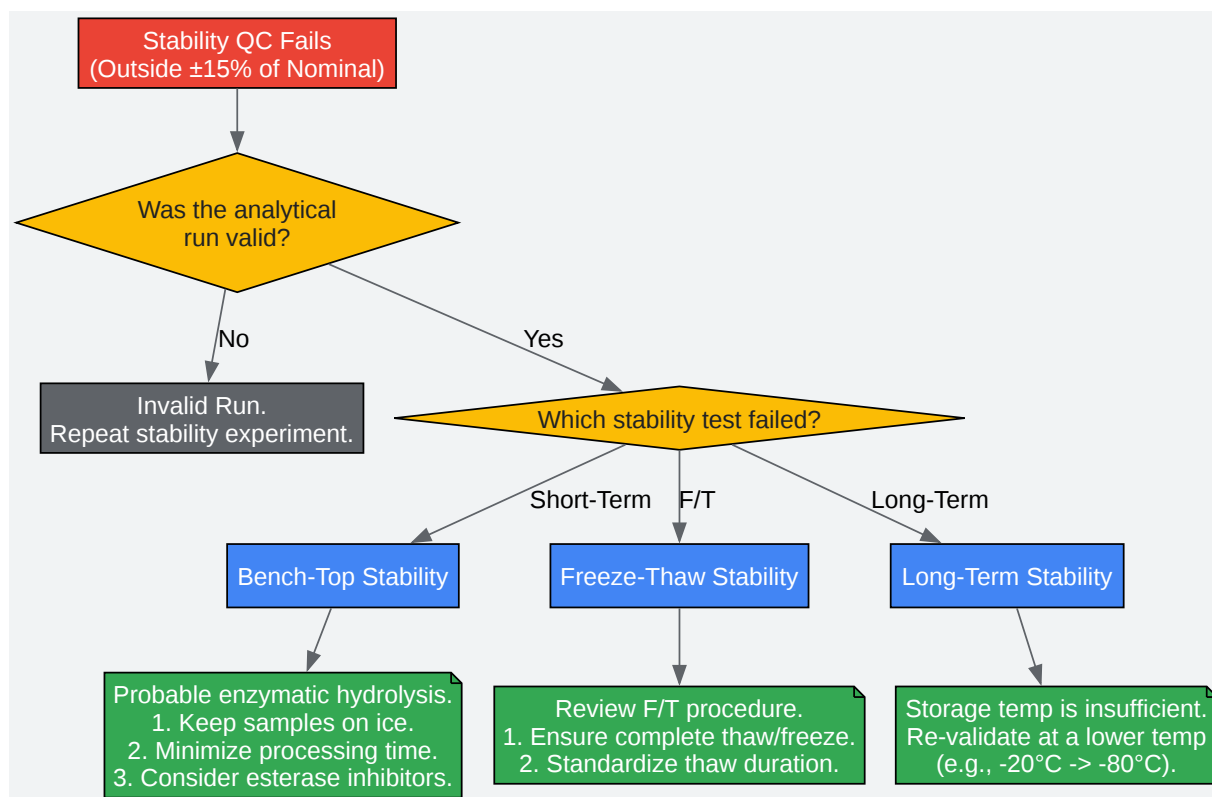 Stability QC Fails
(Outside ±15% of Nominal)
Was the analytical
run valid?
No
Yes
Invalid Run.
Repeat stability experiment.
Which stability test failed?
Short-Term
F/T
Long-Term
Bench-Top Stability
Freeze-Thaw Stability
Long-Term Stability
Probable enzymatic hydrolysis.
1. Keep samples on ice.
2. Minimize processing time.
3. Consider esterase inhibitors.
Review F/T procedure.
1. Ensure complete thaw/freeze.
2. Standardize thaw duration.
Storage temp is insufficient.
Re-validate at a lower temp
(e.g., -20°C -> -80°C).